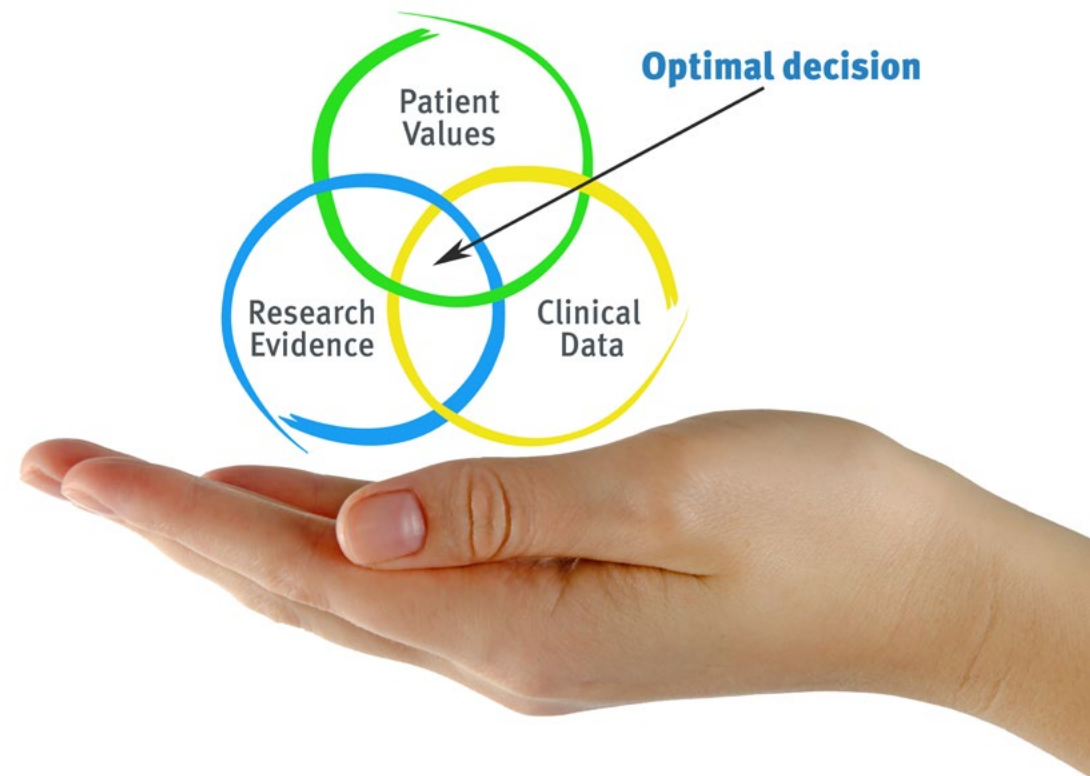 Optimal decision
Patient
Values
Research
Evidence
Clinical
Data